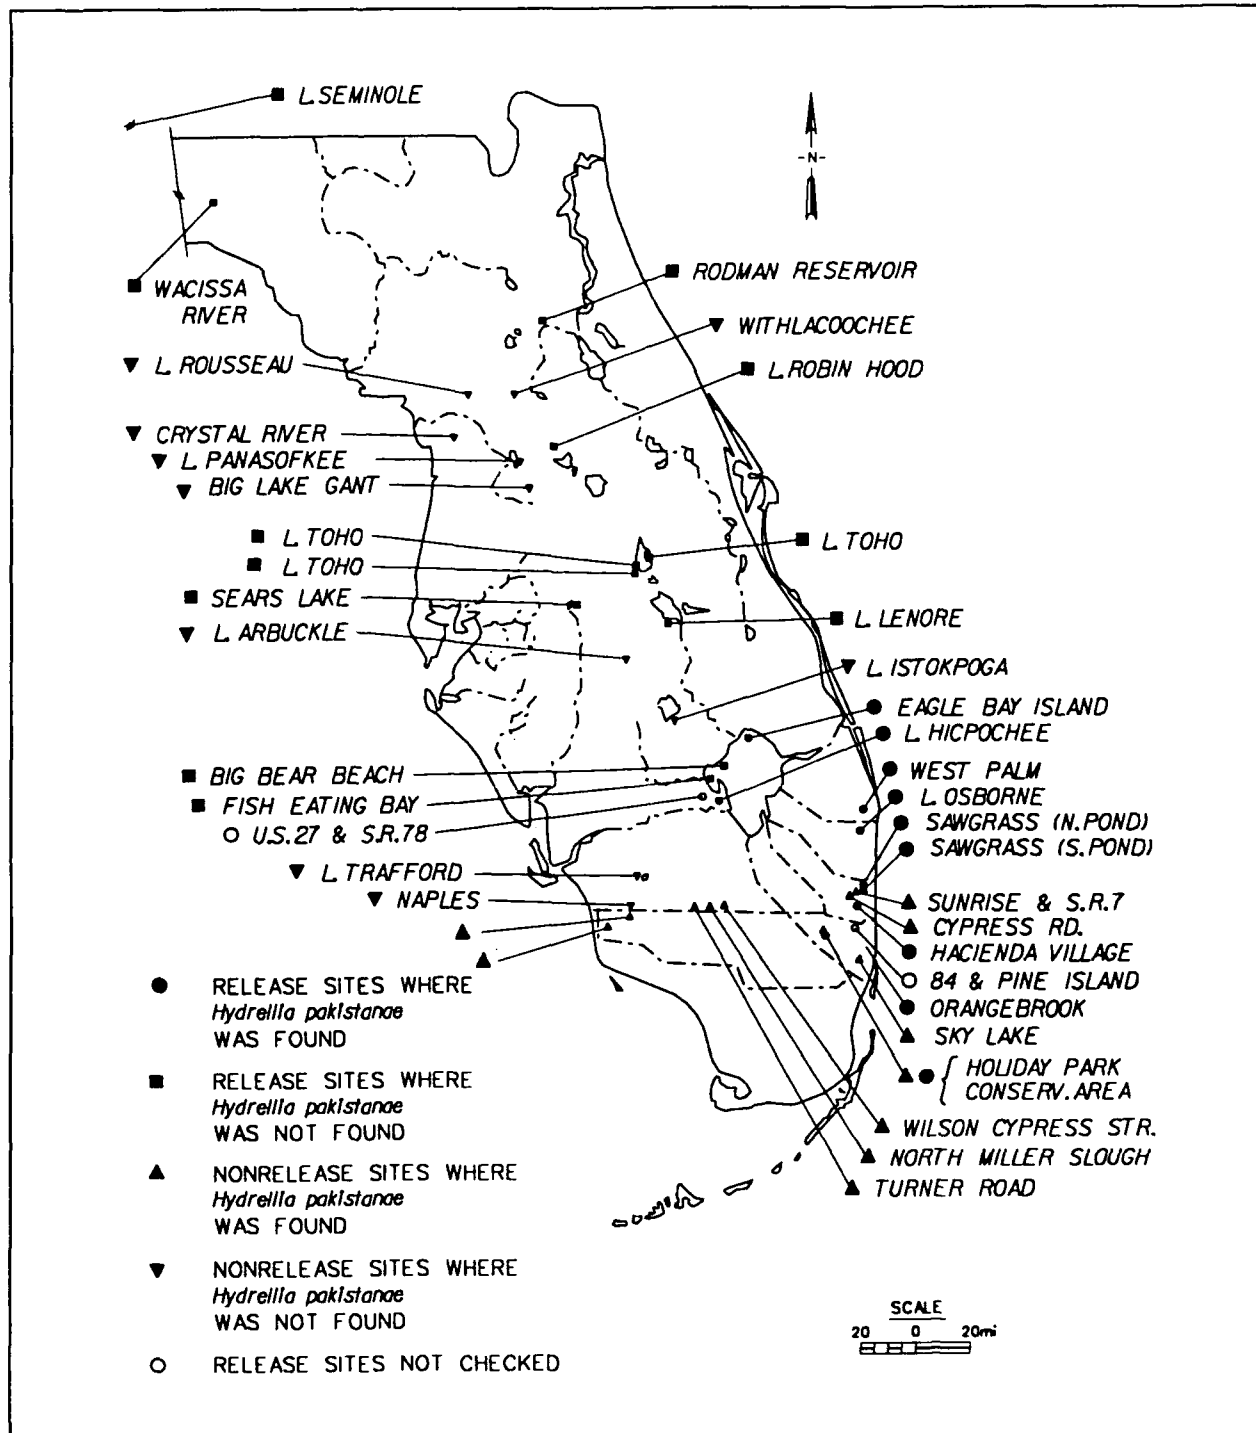 L. SEMINOLE
-N-
WACISSA
RIVER
RODMAN RESERVOIR
WITHLACOOCHEE
L. ROUSSEAU
L. ROBIN HOOD
CRYSTAL RIVER
L. PANASOFKEE
BIG LAKE GANT
L. TOHO
L. TOHO
L. TOHO
SEARS LAKE
L. LENORE
L. ARBUCKLE
L. ISTOKPOGA
EAGLE BAY ISLAND
L. HICPOCHEE
BIG BEAR BEACH
WEST PALM
FISH EATING BAY
L. OSBORNE
U.S. 27 & S.R. 78
SAWGRASS (N. POND)
SAWGRASS (S. POND)
L. TRAFFORD
NAPLES
SUNRISE & S.R. 7
CYPRESS RD.
HACIENDA VILLAGE
84 & PINE ISLAND
ORANGEBROOK
SKY LAKE
HOLIDAY PARK
CONSERV. AREA
WILSON CYPRESS STR.
NORTH MILLER SLOUGH
TURNER ROAD
RELEASE SITES WHERE
Hydrellia pakistanae
WAS FOUND
RELEASE SITES WHERE
Hydrellia pakistanae
WAS NOT FOUND
NONRELEASE SITES WHERE
Hydrellia pakistanae
WAS FOUND
NONRELEASE SITES WHERE
Hydrellia pakistanae
WAS NOT FOUND
RELEASE SITES NOT CHECKED
SCALE
20 0 20mi